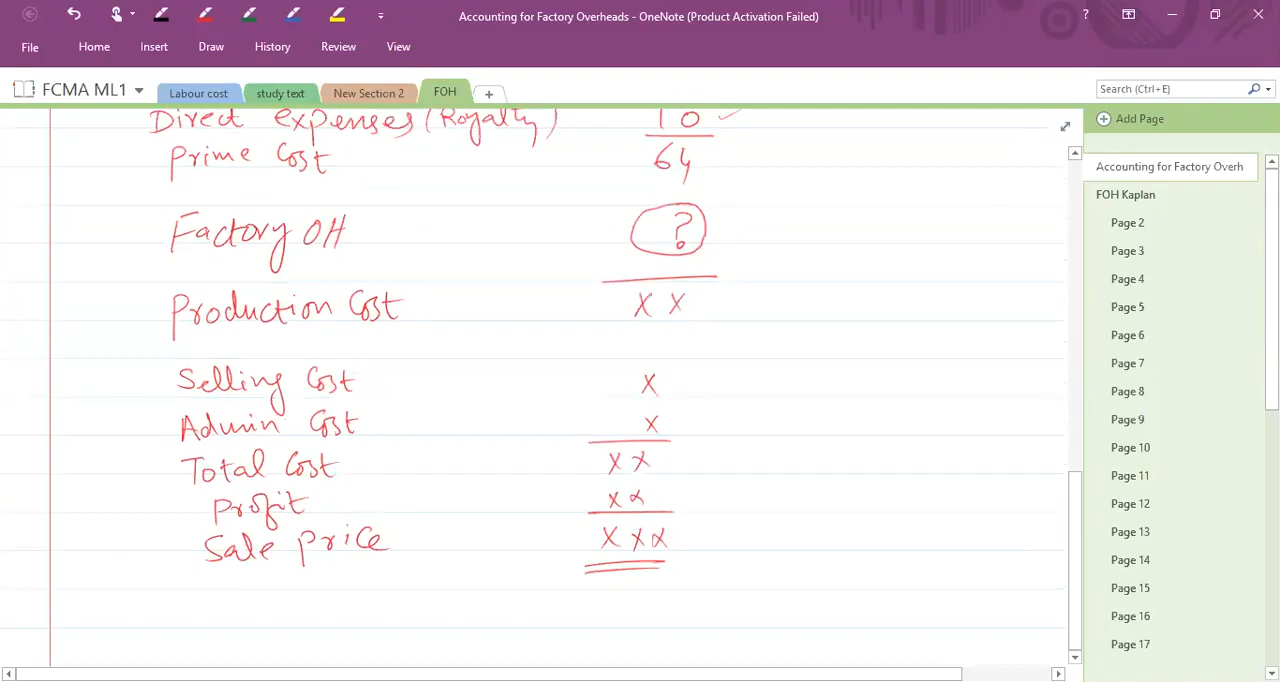 Accounting for Factory Overheads - OneNote (Product Activation Failed)
?
File Home Insert Draw History Review View
FCMA ML1
Labour cost study text New Section 2 FOH +
Search (Ctrl+E)
Add Page
Accounting for Factory Overh
FOH Kaplan
Page 2
Page 3
Page 4
Page 5
Page 6
Page 7
Page 8
Page 9
Page 10
Page 11
Page 12
Page 13
Page 14
Page 15
Page 16
Page 17
Direct expenses (Royalty) 10
Prime Cost 64
Factory OH ?
Production Cost X X
Selling Cost X
Admin Cost X
Total Cost X X
Profit X X
Sale Price X X X